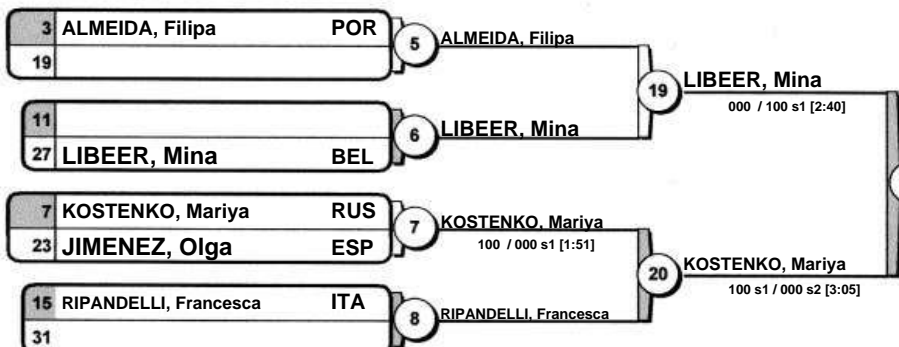 3 ALMEIDA, Filipa POR
19
5
ALMEIDA, Filipa
11
27 LIBEER, Mina BEL
6
LIBEER, Mina
19
LIBEER, Mina
000 / 100 s1 [2:40]
7 KOSTENKO, Mariya RUS
23 JIMENEZ, Olga ESP
7
KOSTENKO, Mariya
100 / 000 s1 [1:51]
15 RIPANDELLI, Francesca ITA
31
8
RIPANDELLI, Francesca
20
KOSTENKO, Mariya
100 s1 / 000 s2 [3:05]